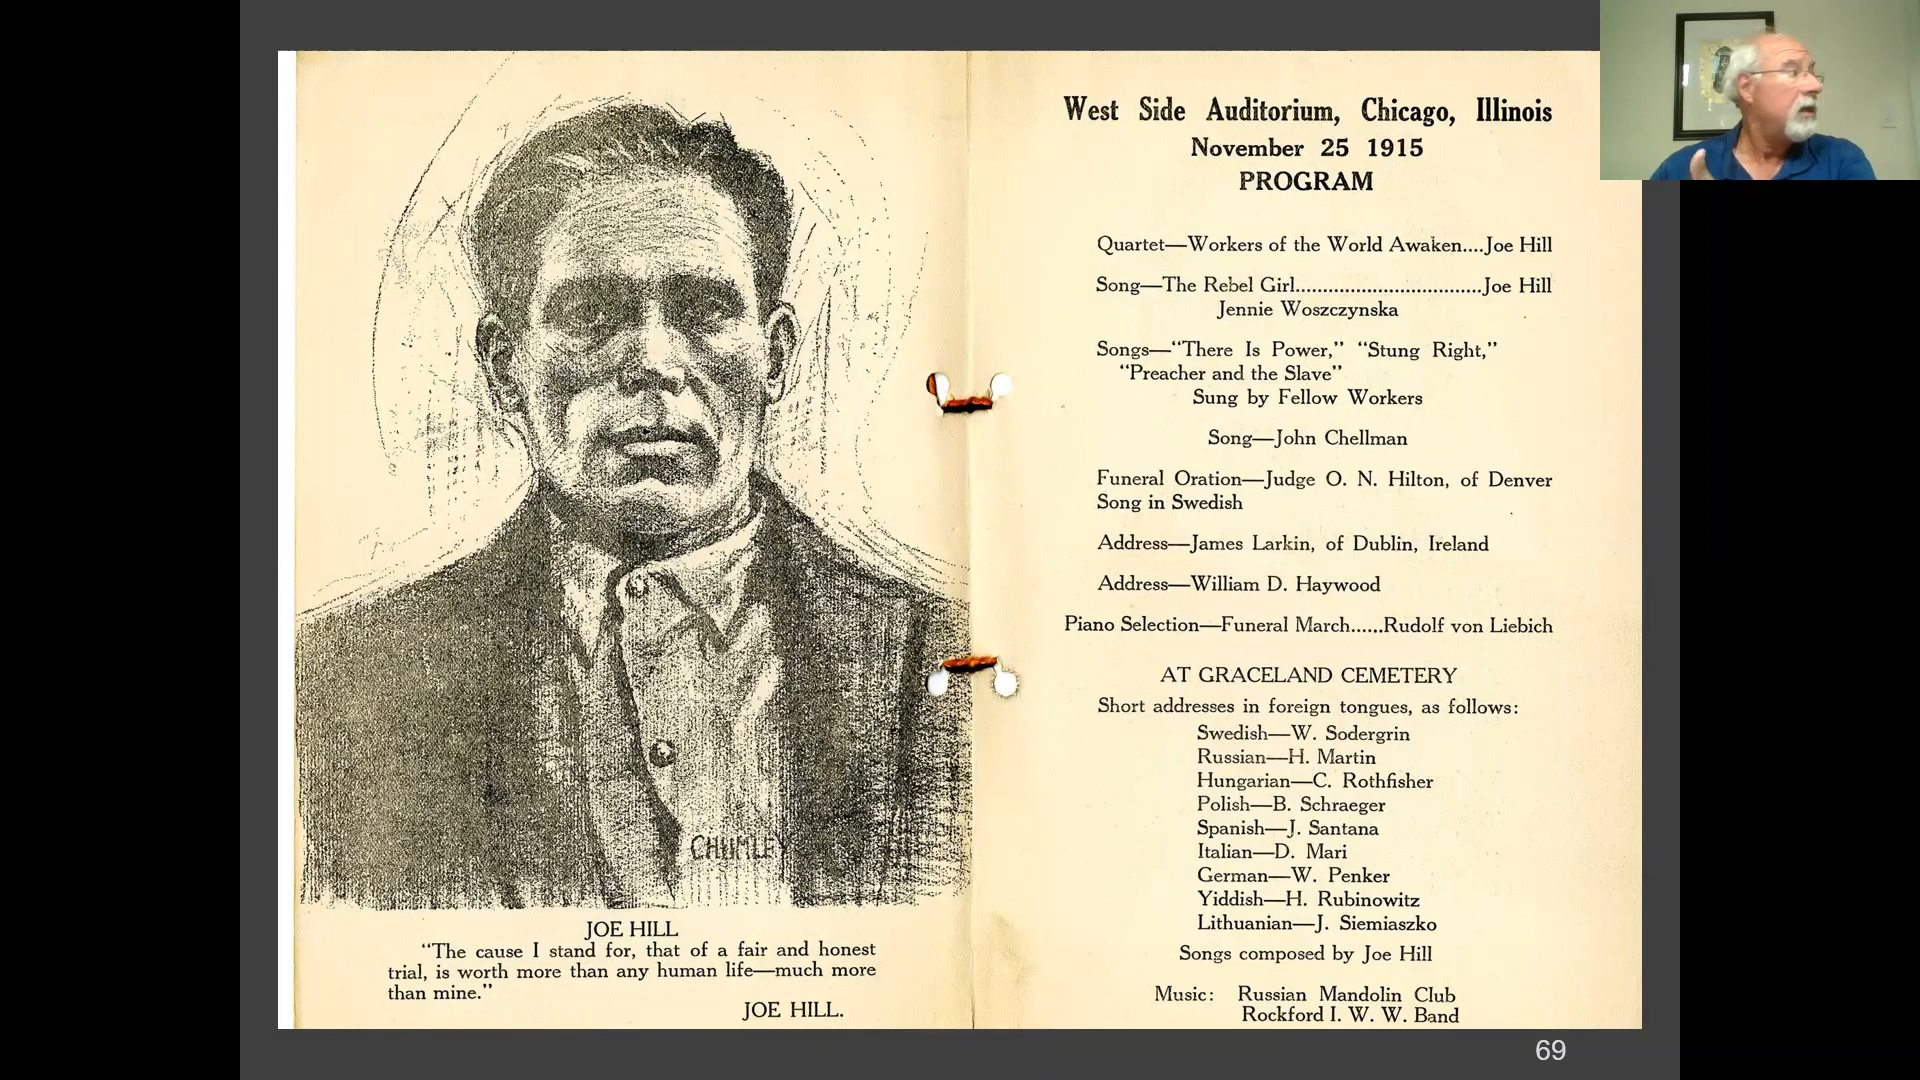 CHUMLEY
JOE HILL
"The cause I stand for, that of a fair and honest
trial, is worth more than any human life—much more
than mine."
JOE HILL.
West Side Auditorium, Chicago, Illinois
November 25 1915
PROGRAM
Quartet—Workers of the World Awaken....Joe Hill
Song—The Rebel Girl..................................Joe Hill
Jennie Woszczynska
Songs—"There Is Power," "Stung Right,"
"Preacher and the Slave"
Sung by Fellow Workers
Song—John Chellman
Funeral Oration—Judge O. N. Hilton, of Denver
Song in Swedish
Address—James Larkin, of Dublin, Ireland
Address—William D. Haywood
Piano Selection—Funeral March......Rudolf von Liebich
AT GRACELAND CEMETERY
Short addresses in foreign tongues, as follows:
Swedish—W. Sodergrin
Russian—H. Martin
Hungarian—C. Rothfisher
Polish—B. Schraeger
Spanish—J. Santana
Italian—D. Mari
German—W. Penker
Yiddish—H. Rubinowitz
Lithuanian—J. Siemiaszko
Songs composed by Joe Hill
Music: Russian Mandolin Club
Rockford I. W. W. Band
69